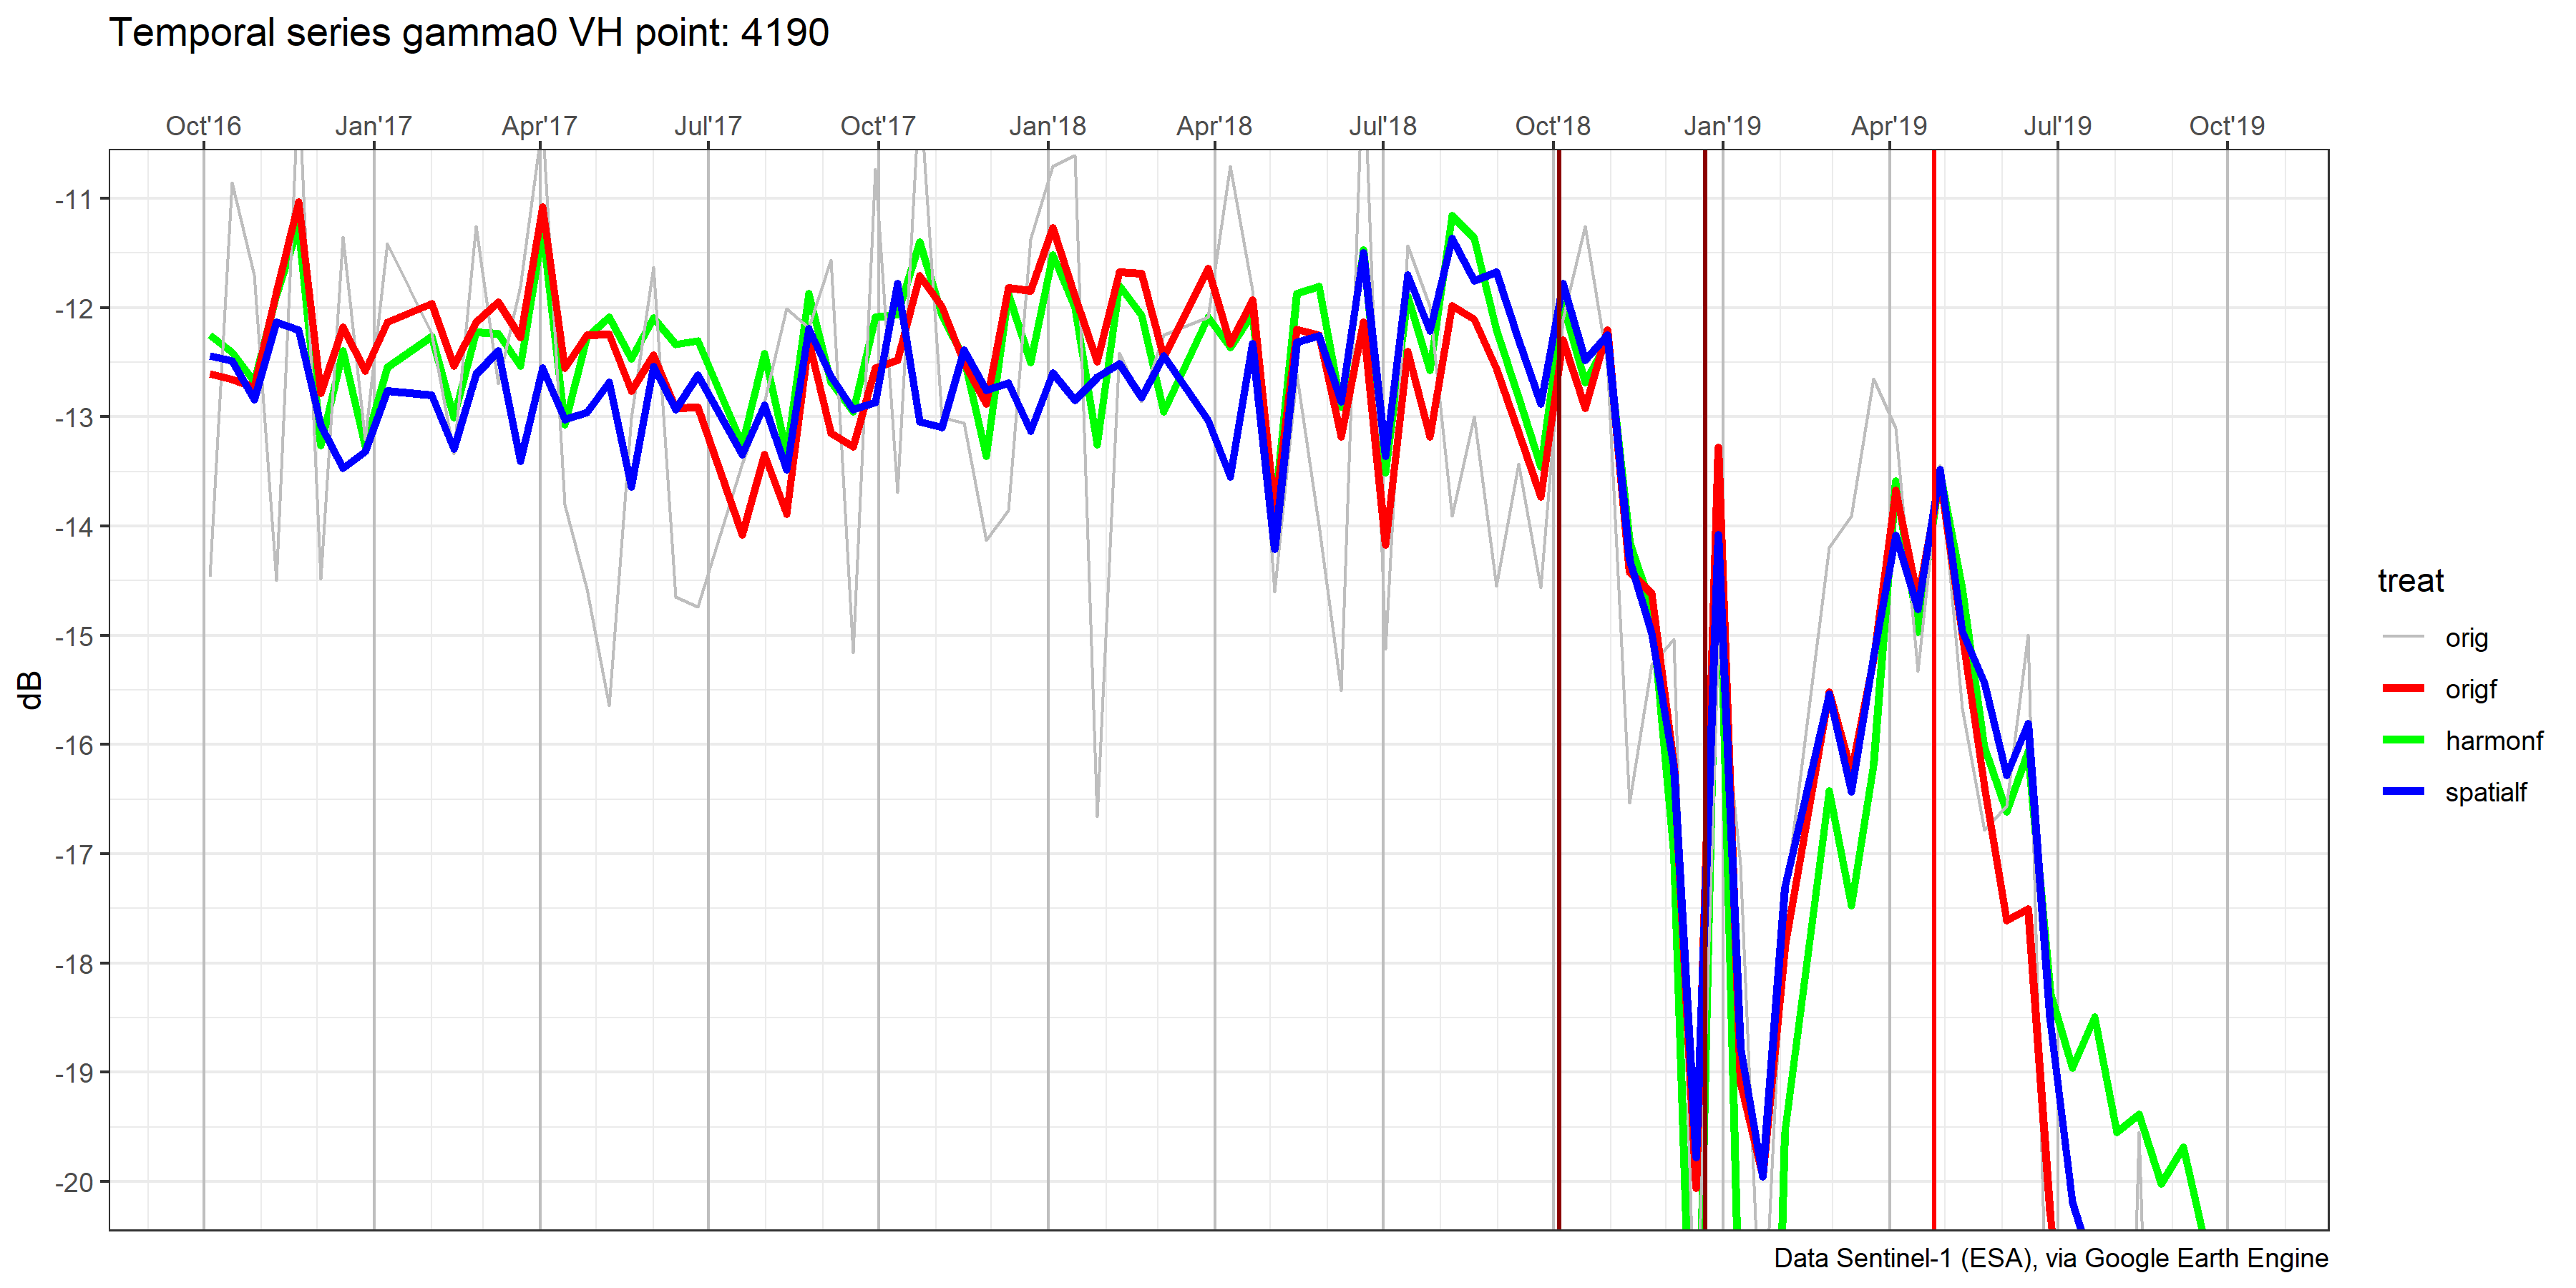 Temporal series gamma0 VH point: 4190
Oct'16 Jan'17 Apr'17 Jul'17 Oct'17 Jan'18 Apr'18 Jul'18 Oct'18 Jan'19 Apr'19 Jul'19 Oct'19
-11
-12
-13
-14
-15
-16
-17
-18
-19
-20
dB
treat
orig
origf
harmonf
spatialf
Data Sentinel-1 (ESA), via Google Earth Engine